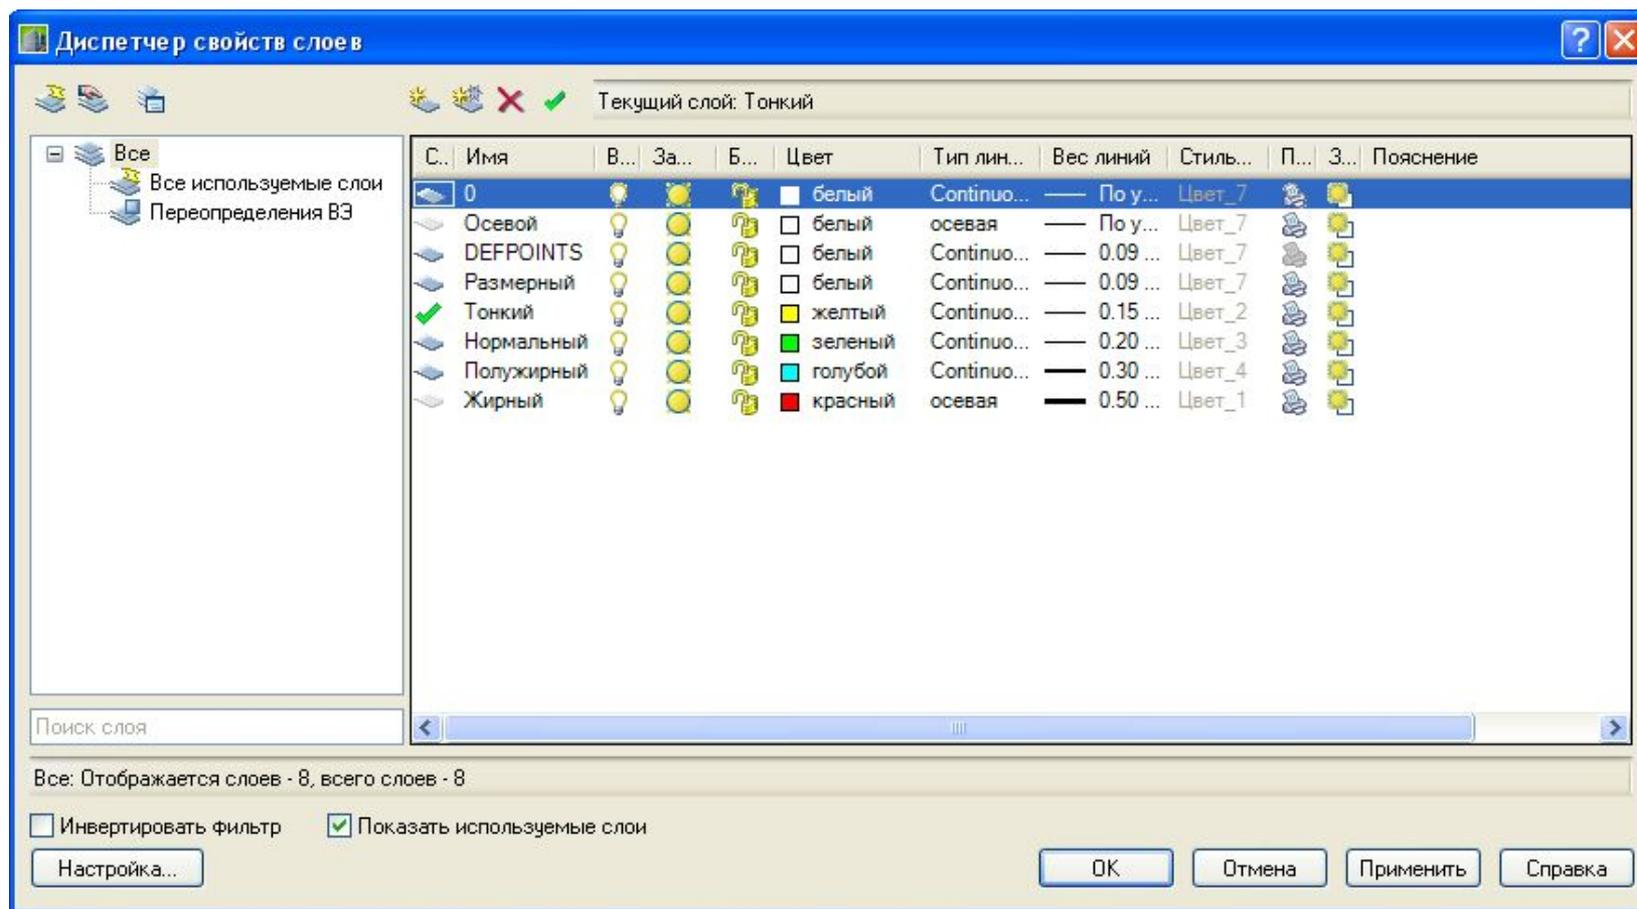 Диспетчер свойств слоев
Текущий слой: Тонкий
Все
Все используемые слои
Переопределения ВЭ
С.. Имя В... За... Б... Цвет Тип лин... Вес линий Стиль... П... З... Пояснение
0 белый Continuo... По у... Цвет_7
Осевой белый осевая По у... Цвет_7
DEFPOINTS белый Continuo... 0.09 ... Цвет_7
Размерный белый Continuo... 0.09 ... Цвет_7
Тонкий желтый Continuo... 0.15 ... Цвет_2
Нормальный зеленый Continuo... 0.20 ... Цвет_3
Полужирный голубой Continuo... 0.30 ... Цвет_4
Жирный красный осевая 0.50 ... Цвет_1
Поиск слоя
Все: Отображается слоев - 8, всего слоев - 8
Инвертировать фильтр Показать используемые слои
Настройка... OK Отмена Применить Справка